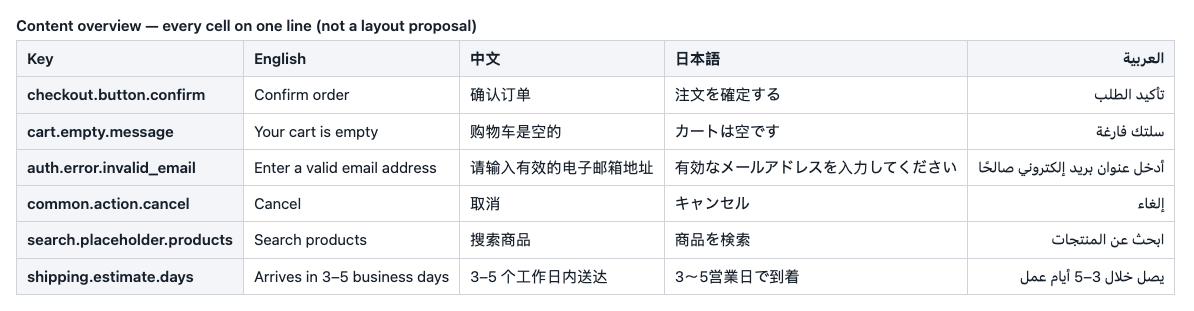 Content overview — every cell on one line (not a layout proposal)
Key English 中文 日本語 العربية
checkout.button.confirm Confirm order 确认订单 注文を確定する تأكيد الطلب
cart.empty.message Your cart is empty 购物车是空的 カートは空です سلتك فارغة
auth.error.invalid_email Enter a valid email address 请输入有效的电子邮箱地址 有効なメールアドレスを入力してください أدخل عنوان بريد إلكتروني صالحًا
common.action.cancel Cancel 取消 キャンセル إلغاء
search.placeholder.products Search products 搜索商品 商品を検索 ابحث عن المنتجات
shipping.estimate.days Arrives in 3–5 business days 3–5 个工作日内送达 3〜5営業日で到着 يصل خلال 3–5 أيام عمل